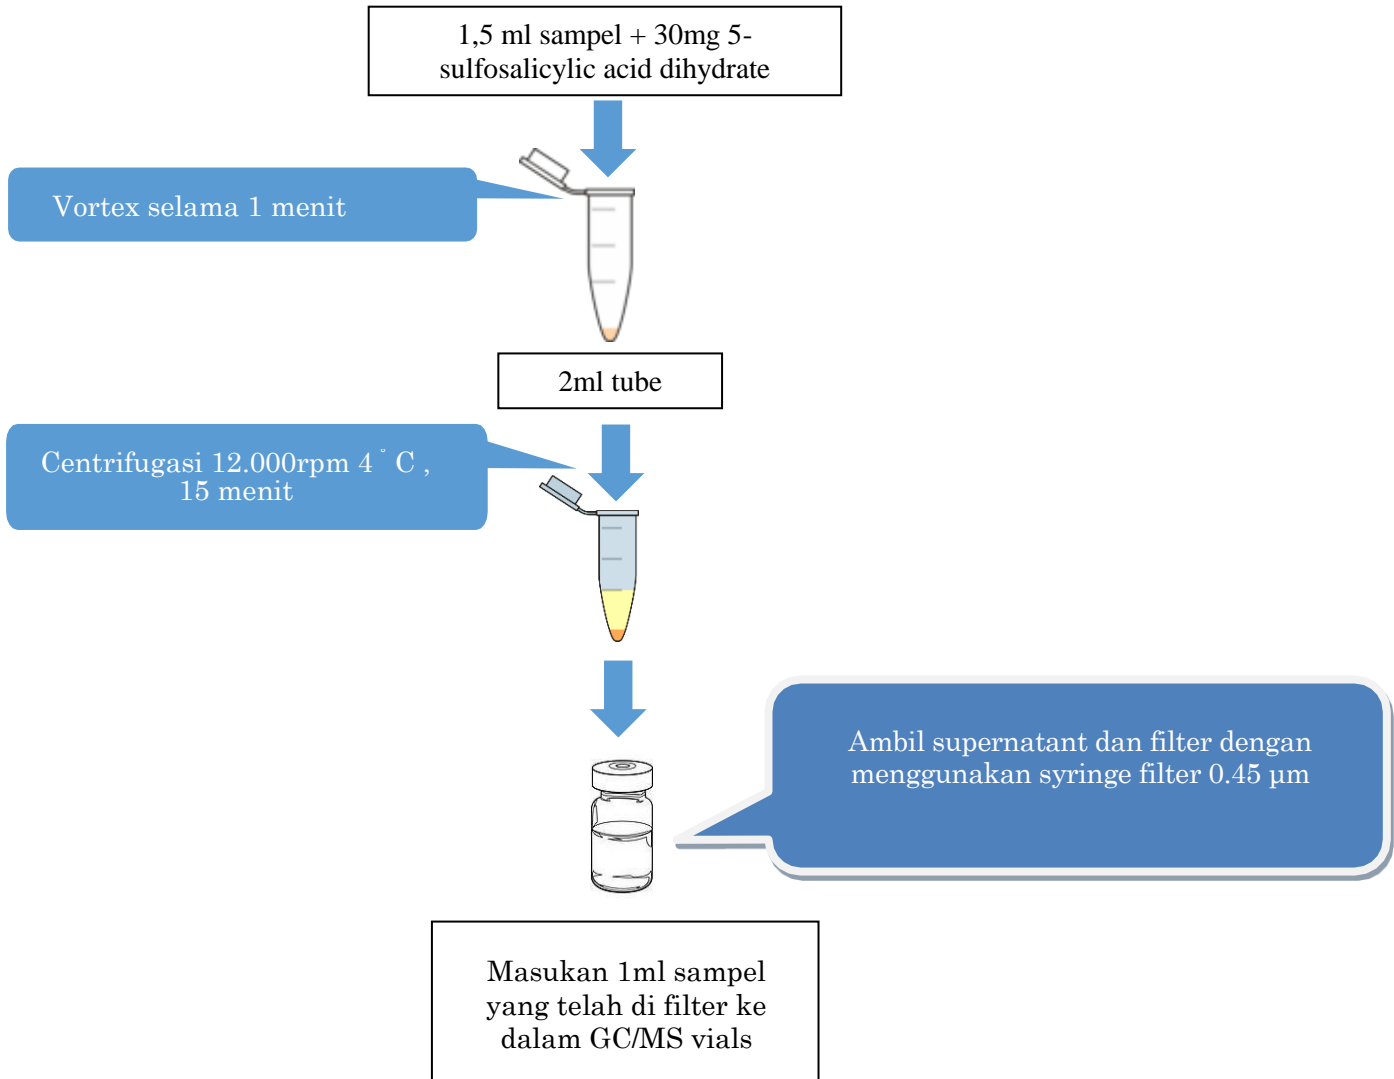 1,5 ml sampel + 30mg 5-
sulfosalicylic acid dihydrate
Vortex selama 1 menit
2ml tube
Centrifugasi 12.000rpm 4 ° C ,
15 menit
Ambil supernatant dan filter dengan
menggunakan syringe filter 0.45 µm
Masukan 1ml sampel
yang telah di filter ke
dalam GC/MS vials